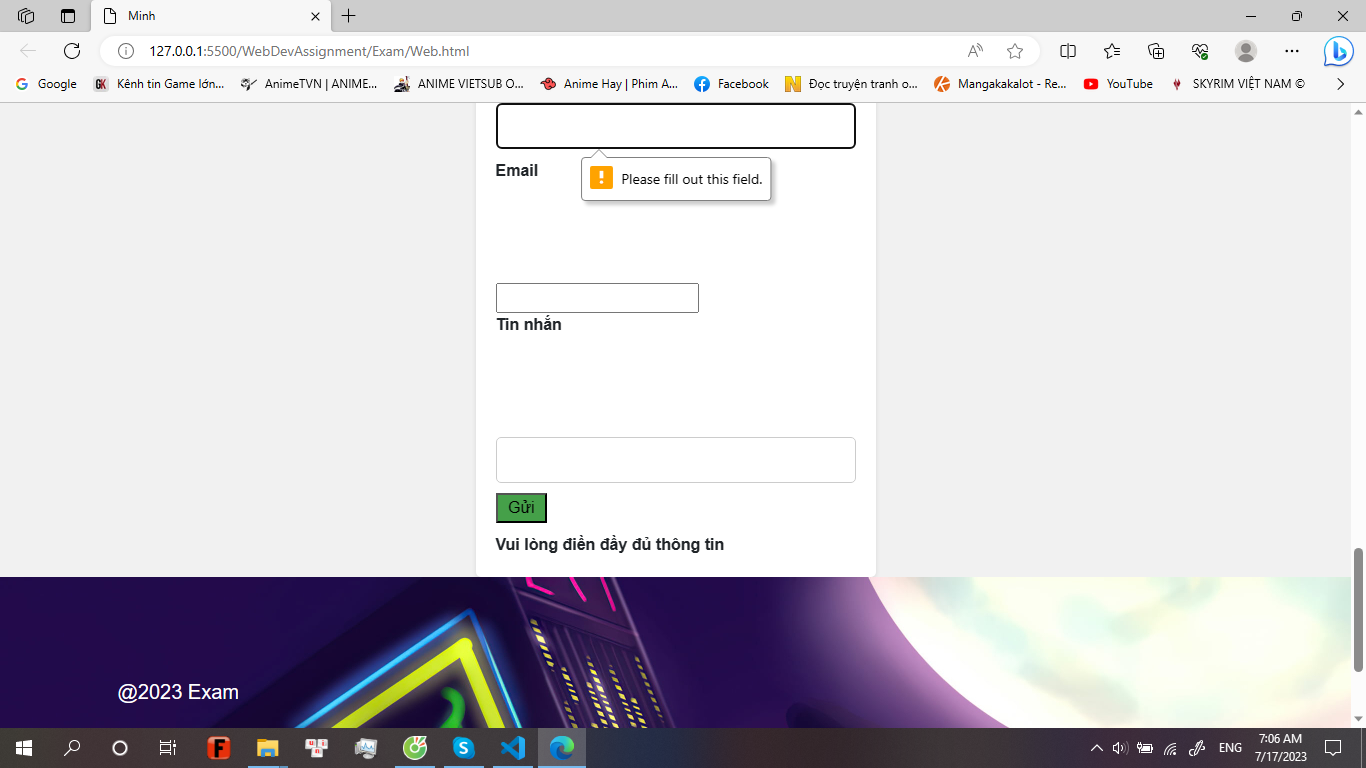 Minh
127.0.0.1:5500/WebDevAssignment/Exam/Web.html
Google
Kênh tin Game lớn...
AnimeTVN | ANIME...
ANIME VIETSUB O...
Anime Hay | Phim A...
Facebook
Đọc truyện tranh o...
Mangakakalot - Re...
YouTube
SKYRIM VIỆT NAM ©
Email
Please fill out this field.
Tin nhắn
Gửi
Vui lòng điền đầy đủ thông tin
@2023 Exam
ENG
7:06 AM
7/17/2023